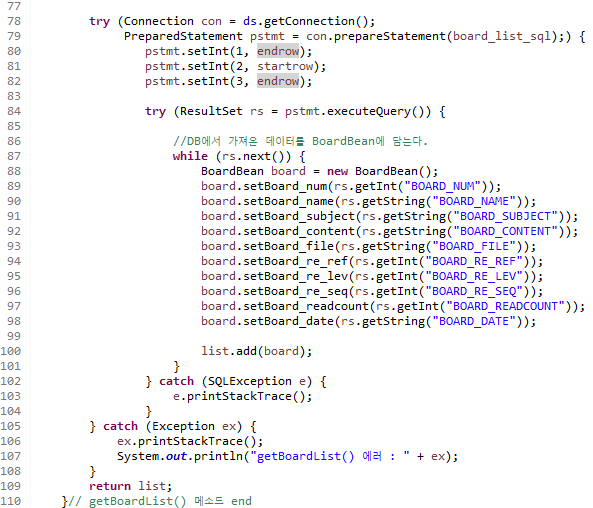 77
78 try (Connection con = ds.getConnection();
79 PreparedStatement pstmt = con.prepareStatement(board_list_sql);) {
80 pstmt.setInt(1, endrow);
81 pstmt.setInt(2, startrow);
82 pstmt.setInt(3, endrow);
83
84 try (ResultSet rs = pstmt.executeQuery()) {
85
86 //DB에서 가져온 데이터를 BoardBean에 담는다.
87 while (rs.next()) {
88 BoardBean board = new BoardBean();
89 board.setBoard_num(rs.getInt("BOARD_NUM"));
90 board.setBoard_name(rs.getString("BOARD_NAME"));
91 board.setBoard_subject(rs.getString("BOARD_SUBJECT"));
92 board.setBoard_content(rs.getString("BOARD_CONTENT"));
93 board.setBoard_file(rs.getString("BOARD_FILE"));
94 board.setBoard_re_ref(rs.getInt("BOARD_RE_REF"));
95 board.setBoard_re_lev(rs.getInt("BOARD_RE_LEV"));
96 board.setBoard_re_seq(rs.getInt("BOARD_RE_SEQ"));
97 board.setBoard_readcount(rs.getInt("BOARD_READCOUNT"));
98 board.setBoard_date(rs.getString("BOARD_DATE"));
99
100 list.add(board);
101 }
102 } catch (SQLException e) {
103 e.printStackTrace();
104 }
105 } catch (Exception ex) {
106 ex.printStackTrace();
107 System.out.println("getBoardList() 에러 : " + ex);
108 }
109 return list;
110 }// getBoardList() 메소드 end